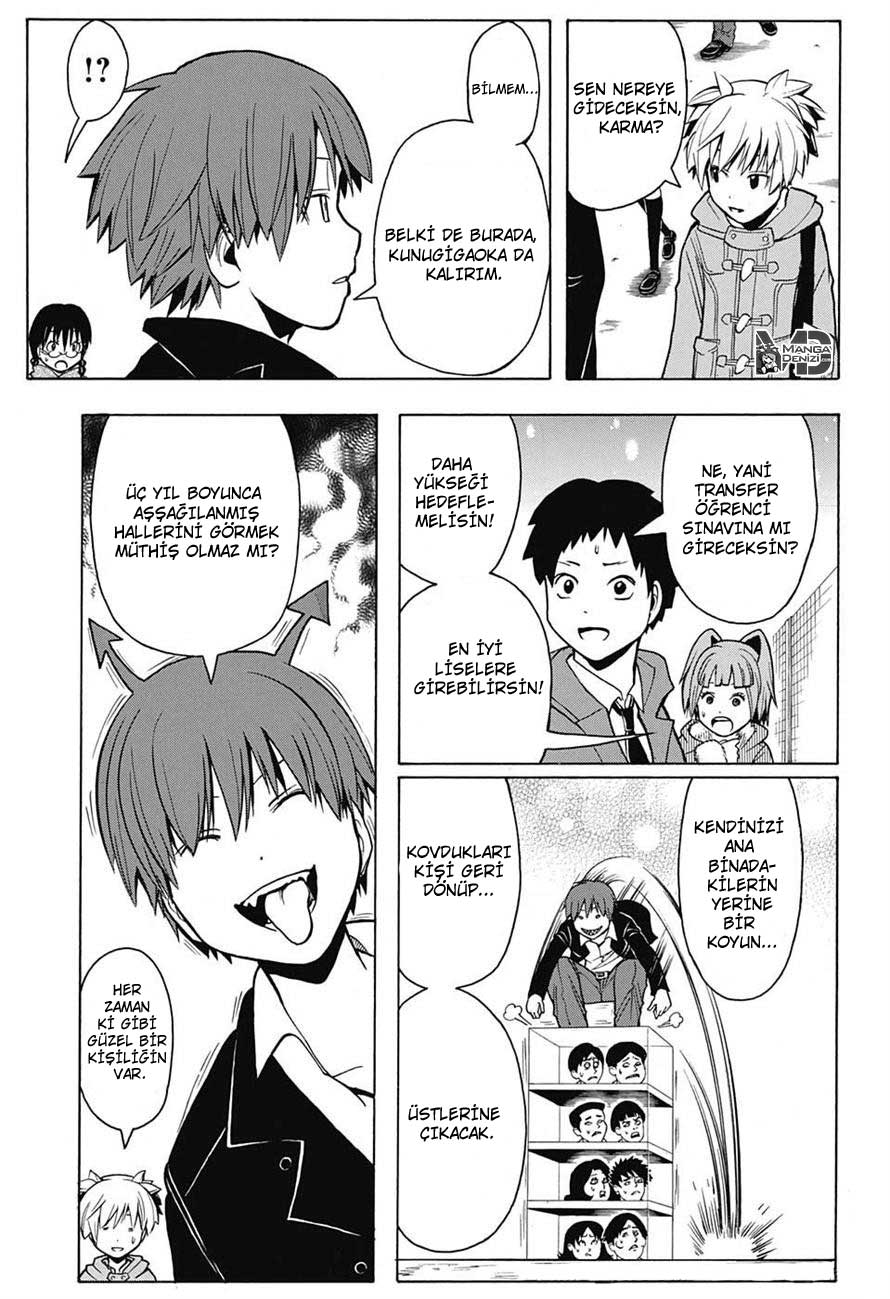 SEN NEREYE
GİDECEKSİN,
KARMA?
BİLMEM...
BELKİ DE BURADA,
KUNUGİGAOKA DA
KALIRIM.
!?
MANGA
DENİZİ
NE, YANİ
TRANSFER
ÖĞRENCİ
SINAVINA MI
GİRECEKSİN?
DAHA
YÜKSEĞİ
HEDEFLE-
MELİSİN!
EN İYİ
LİSELERE
GİREBİLİRSİN!
KENDİNİZİ
ANA
BİNADA-
KİLERİN
YERİNE
BİR
KOYUN...
KOVDUKLARI
KİŞİ GERİ
DÖNÜP...
ÜSTLERİNE
ÇIKACAK.
ÜÇ YIL BOYUNCA
AŞŞAĞILANMIŞ
HALLERİNİ GÖRMEK
MÜTHİŞ OLMAZ MI?
HER
ZAMAN
Kİ GİBİ
GÜZEL BİR
KİŞİLİĞİN
VAR.